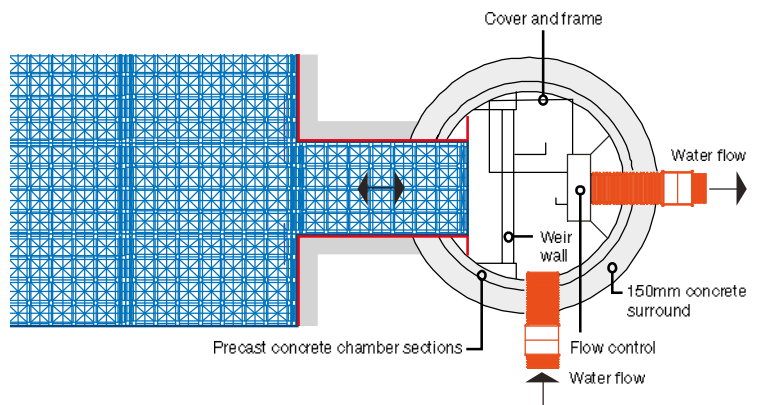 Cover and frame
Water flow
Weir
wall
150mm concrete
surround
Precast concrete chamber sections
Flow control
Water flow